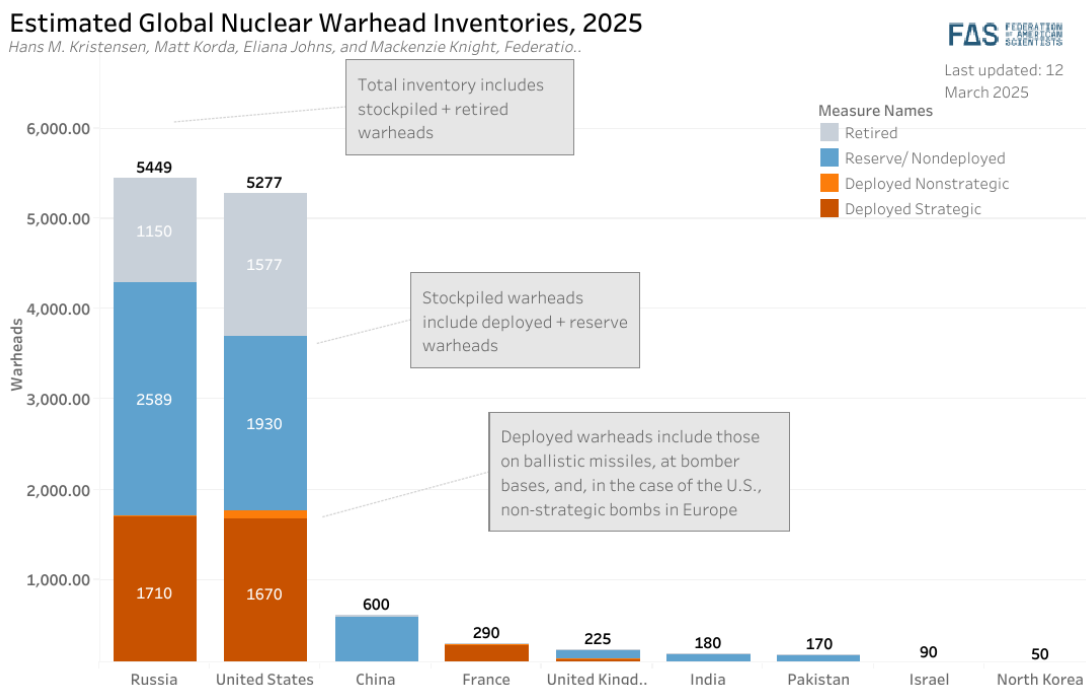 Estimated Global Nuclear Warhead Inventories, 2025
Hans M. Kristensen, Matt Korda, Eliana Johns, and Mackenzie Knight, Federatio..
FAS FEDERATION OF AMERICAN SCIENTISTS
Last updated: 12
March 2025
Measure Names
Retired
Reserve/ Nondeployed
Deployed Nonstrategic
Deployed Strategic
Total inventory includes
stockpiled + retired
warheads
Stockpiled warheads
include deployed + reserve
warheads
Deployed warheads include those
on ballistic missiles, at bomber
bases, and, in the case of the U.S.,
non-strategic bombs in Europe
Warheads
6,000.00
5,000.00
4,000.00
3,000.00
2,000.00
1,000.00
5449
1150
2589
1710
5277
1577
1930
1670
600
290
225
180
170
90
50
Russia
United States
China
France
United Kingd..
India
Pakistan
Israel
North Korea